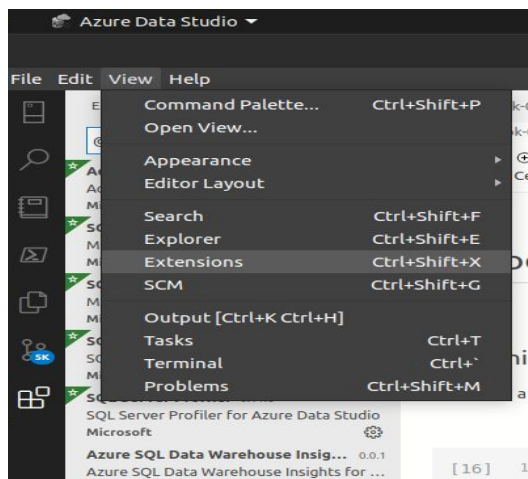 Azure Data Studio
File Edit View Help
Command Palette... Ctrl+Shift+P
Open View...
Appearance
Editor Layout
Search Ctrl+Shift+F
Explorer Ctrl+Shift+E
Extensions Ctrl+Shift+X
SCM Ctrl+Shift+G
Output [Ctrl+K Ctrl+H]
Tasks Ctrl+T
Terminal Ctrl+`
Problems Ctrl+Shift+M
SK
SQL Server Profiler for Azure Data Studio
Microsoft
Azure SQL Data Warehouse Insig... 0.0.1
Azure SQL Data Warehouse Insights for ...
[16] 1